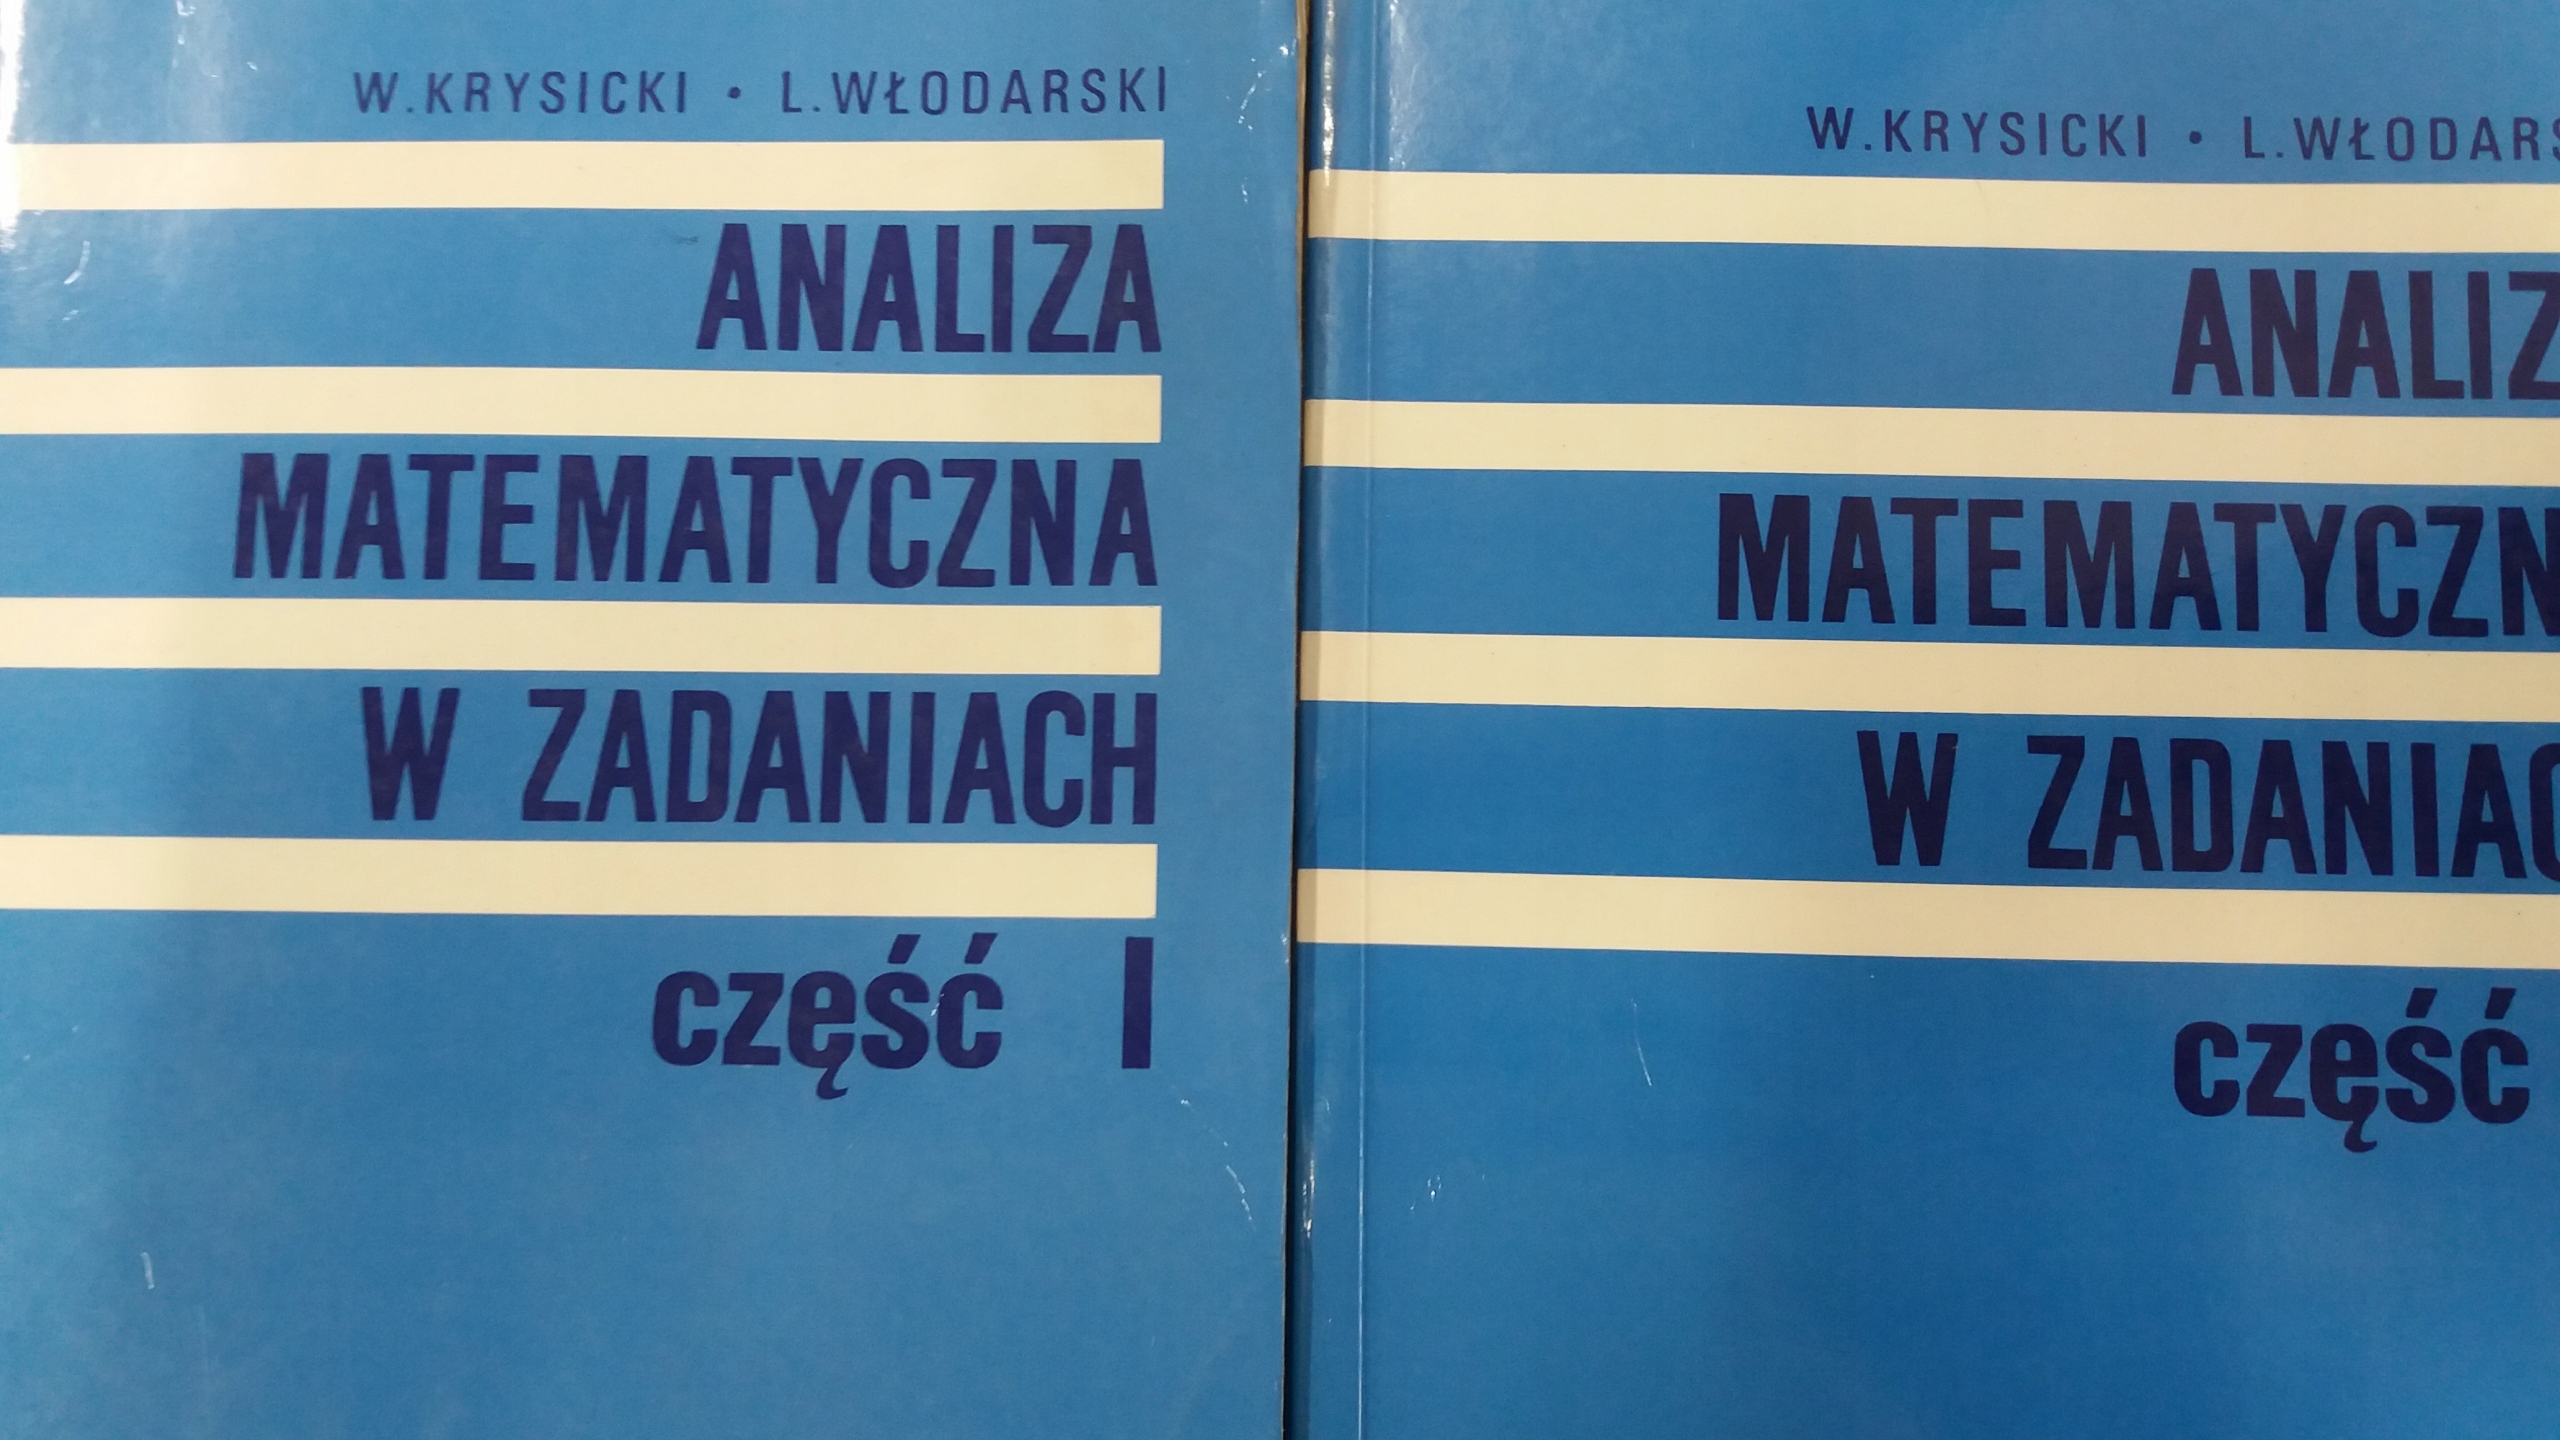 W.KRYSICKI • L.WŁODARSKI
ANALIZA
MATEMATYCZNA
W ZADANIACH
część I
W.KRYSICKI • L.WŁODARS
ANALIZ
MATEMATYCZN
W ZADANIAC
część